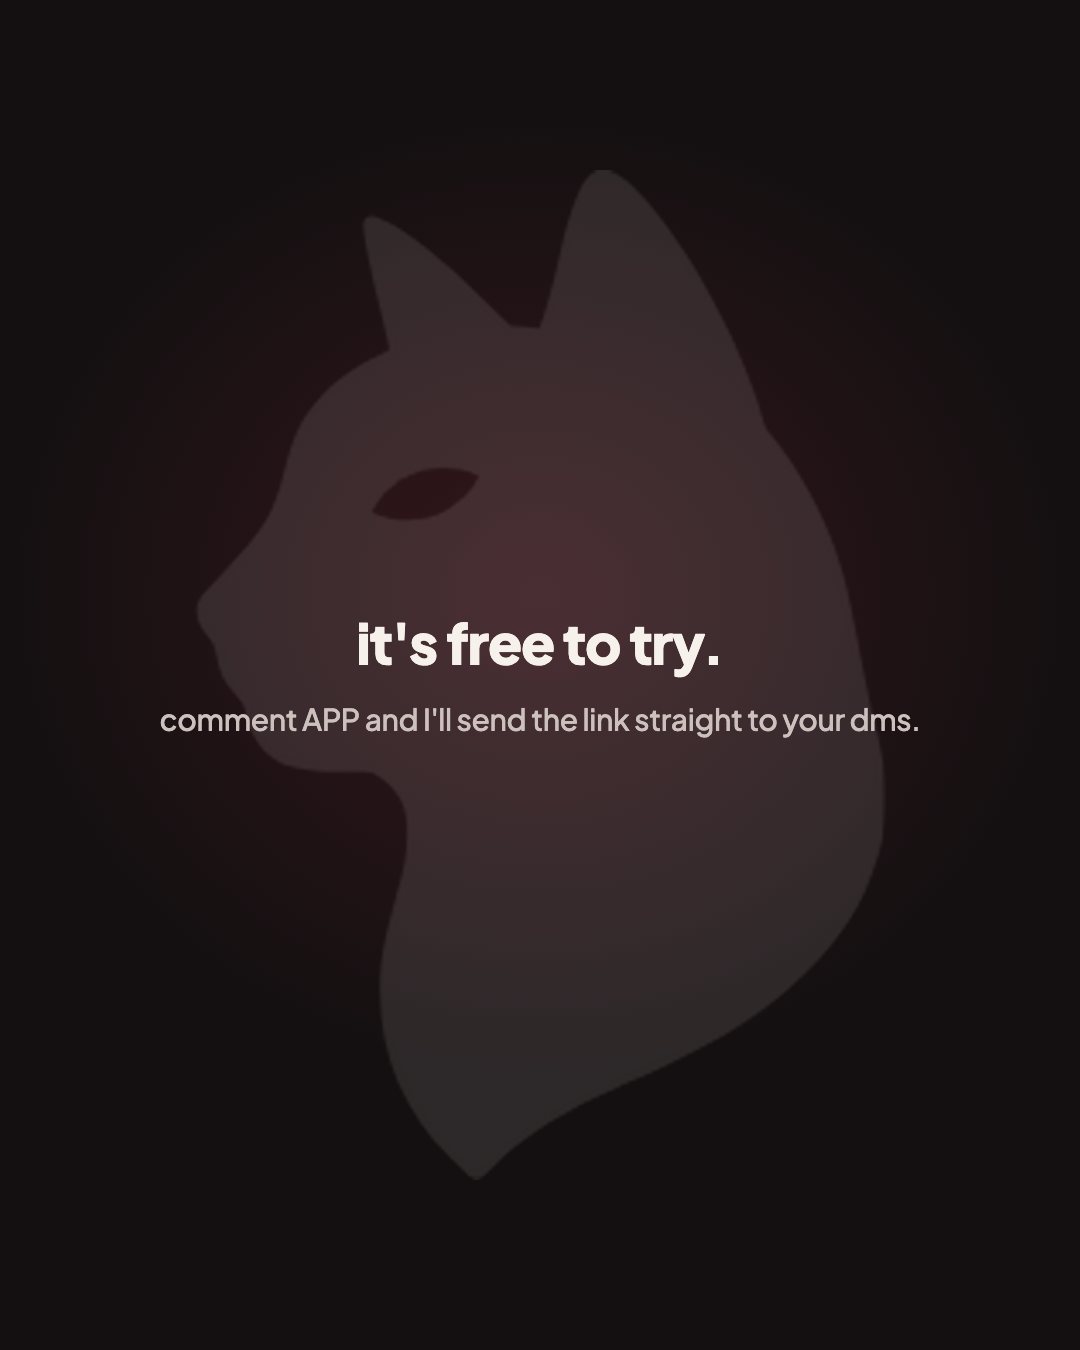 it's free to try.
comment APP and I'll send the link straight to your dms.